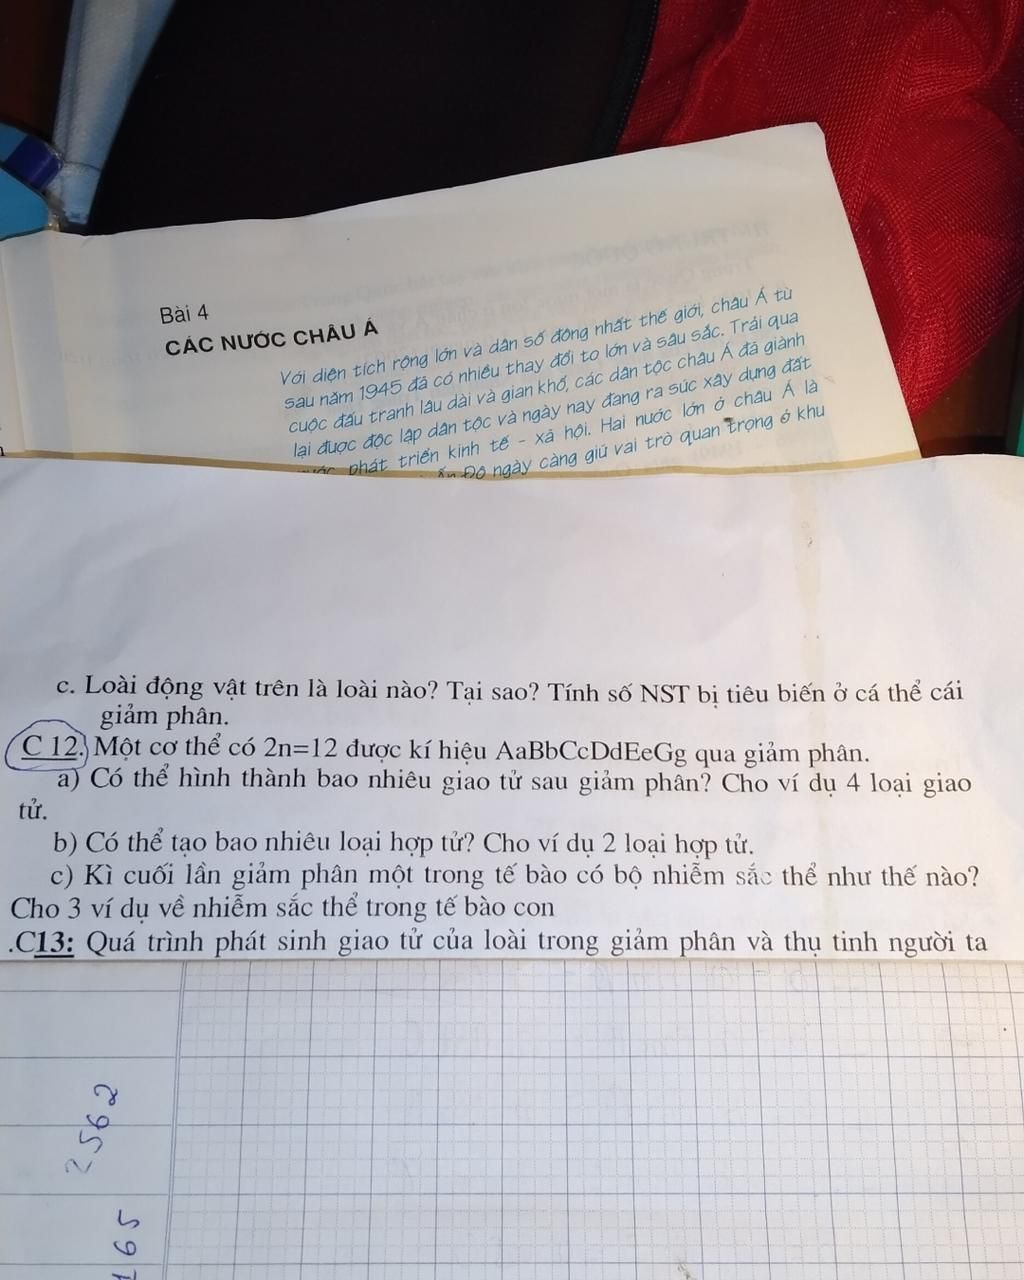 Bài 4
CÁC NƯỚC CHÂU Á
Với diện tích rộng lớn và dân số đông nhất thế giới, châu Á từ
sau năm 1945 đã có nhiều thay đổi to lớn và sâu sắc. Trải qua
cuộc đấu tranh lâu dài và gian khổ, các dân tộc châu Á đã giành
lại được độc lập dân tộc và ngày nay đang ra sức xây dựng đất
phát triển kinh tế - xã hội. Hai nước lớn ở châu Á là
Độ ngày càng giữ vai trò quan trọng ở khu
c. Loài động vật trên là loài nào? Tại sao? Tính số NST bị tiêu biến ở cá thể cái
giảm phân.
C 12. Một cơ thể có 2n=12 được kí hiệu AaBbCcDdEeGg qua giảm phân.
a) Có thể hình thành bao nhiêu giao tử sau giảm phân? Cho ví dụ 4 loại giao
tử.
b) Có thể tạo bao nhiêu loại hợp tử? Cho ví dụ 2 loại hợp tử.
c) Kì cuối lần giảm phân một trong tế bào có bộ nhiễm sắc thể như thế nào?
Cho 3 ví dụ về nhiễm sắc thể trong tế bào con
.C13: Quá trình phát sinh giao tử của loài trong giảm phân và thụ tinh người ta
2562
165